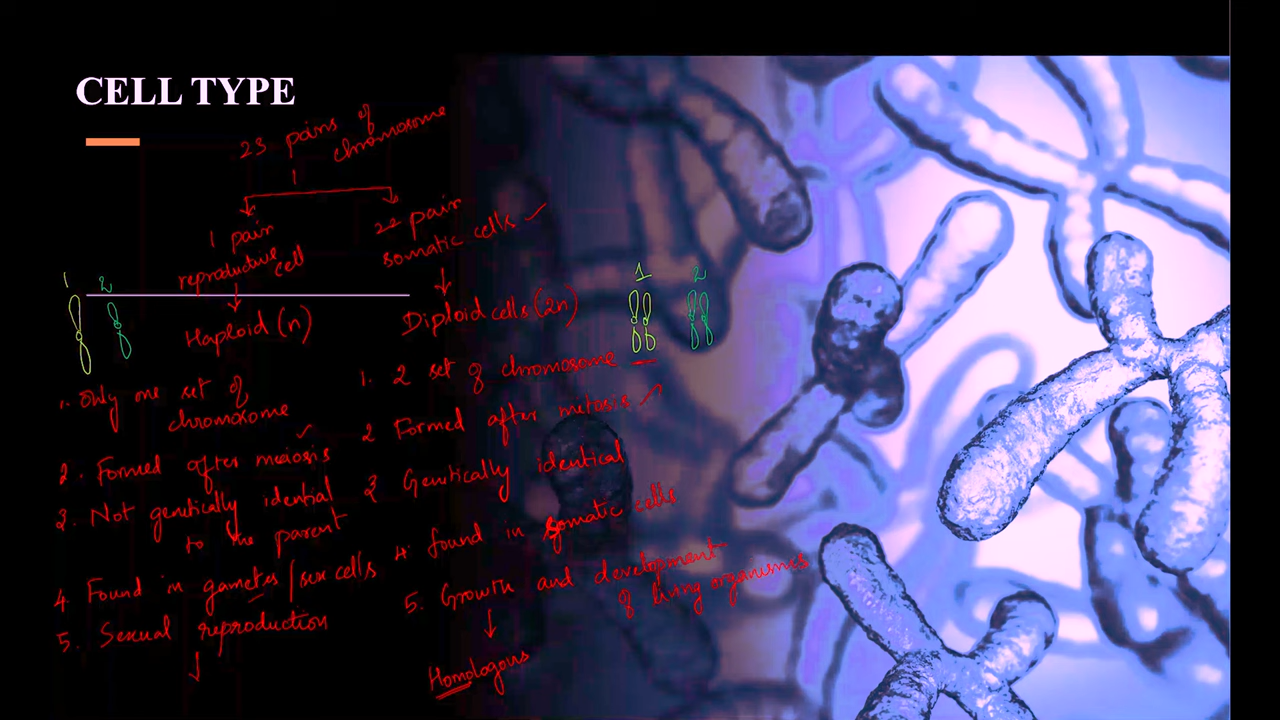 CELL TYPE
23 pairs of
chromosome
1 pair
reproductive
cell
Haploid (n)
22 pair
somatic cells
Diploid cells (2n)
1 2
1 2
1. Only one set of
chromosome
2. Formed after meiosis
3. Not genetically idential
to the parent
4. Found in gametes / sex cells
5. Sexual reproduction
1. 2 set of chromosome
2 Formed after mitosis
3 Genetically identical
4. found in somatic cells
5. Growth and development
of living organisms
Homologous